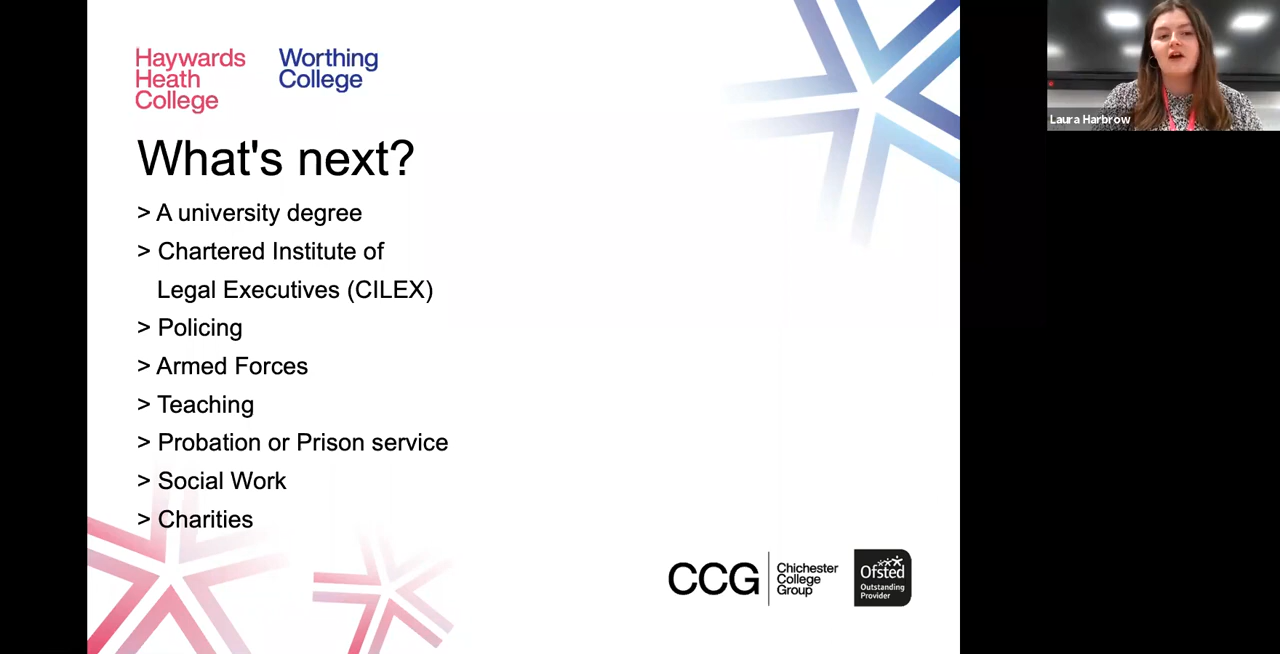 Haywards
Heath
College
Worthing
College
What's next?
> A university degree
> Chartered Institute of
Legal Executives (CILEX)
> Policing
> Armed Forces
> Teaching
> Probation or Prison service
> Social Work
> Charities
CCG
Chichester
College
Group
Ofsted
Outstanding
Provider
Laura Harbrow